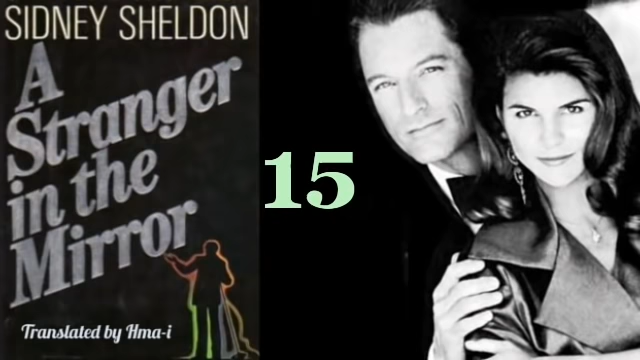 SIDNEY SHELDON
A
Stranger
in the
Mirror
Translated by Hma-i
15